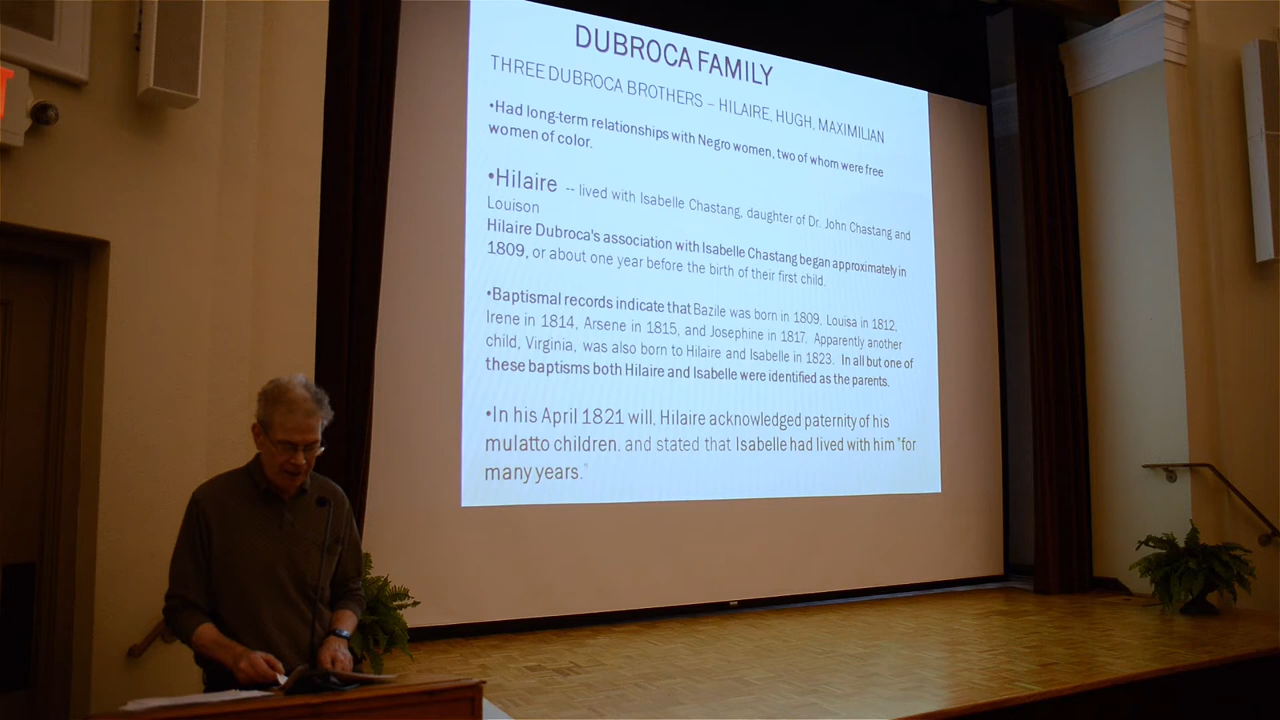 DUBROCA FAMILY
THREE DUBROCA BROTHERS – HILAIRE, HUGH, MAXIMILIAN
•Had long-term relationships with Negro women, two of whom were free
women of color.
•Hilaire -- lived with Isabelle Chastang, daughter of Dr. John Chastang and
Louison
Hilaire Dubroca's association with Isabelle Chastang began approximately in
1809, or about one year before the birth of their first child.
•Baptismal records indicate that Bazile was born in 1809, Louisa in 1812,
Irene in 1814, Arsene in 1815, and Josephine in 1817. Apparently another
child, Virginia, was also born to Hilaire and Isabelle in 1823. In all but one of
these baptisms both Hilaire and Isabelle were identified as the parents.
•In his April 1821 will, Hilaire acknowledged paternity of his
mulatto children. and stated that Isabelle had lived with him "for
many years."